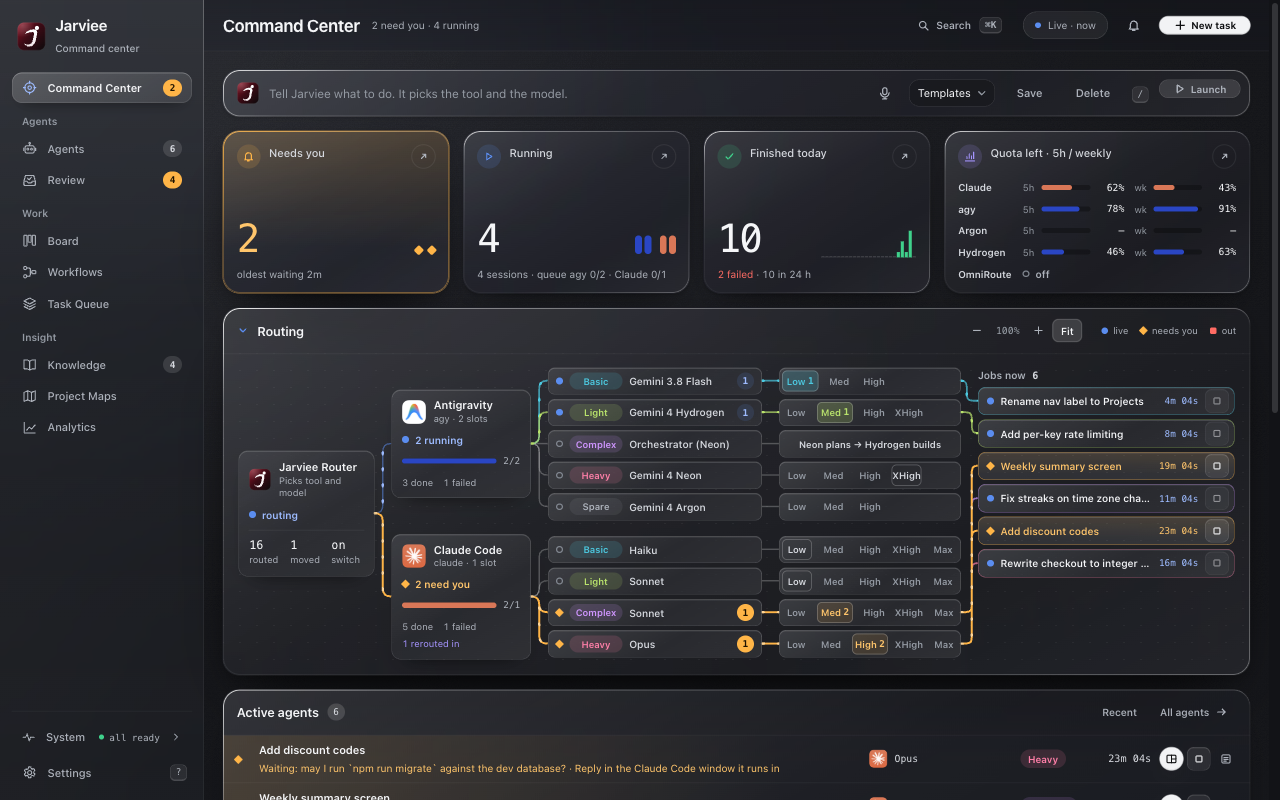 Jarviee
Command center
Command Center 2
Agents
Agents 6
Review 4
Work
Board
Workflows
Task Queue
Insight
Knowledge 4
Project Maps
Analytics
System all ready
Settings ?
Command Center 2 need you · 4 running
Search ⌘K
Live · now
+ New task
Tell Jarviee what to do. It picks the tool and the model.
Templates
Save
Delete
/
Launch
Needs you
2
oldest waiting 2m
Running
4
4 sessions · queue agy 0/2 · Claude 0/1
Finished today
10
2 failed · 10 in 24 h
Quota left · 5h / weekly
Claude 5h 62% wk 43%
agy 5h 78% wk 91%
Argon 5h – wk –
Hydrogen 5h 46% wk 63%
OmniRoute off
Routing
− 100% + Fit
live needs you out
Jarviee Router
Picks tool and
model
routing
16 1 on
routed moved switch
Antigravity
agy · 2 slots
2 running
2/2
3 done 1 failed
Claude Code
claude · 1 slot
2 need you
2/1
5 done 1 failed
1 rerouted in
Basic Gemini 3.8 Flash 1 Low 1 Med High
Light Gemini 4 Hydrogen 1 Low Med 1 High XHigh
Complex Orchestrator (Neon) Neon plans → Hydrogen builds
Heavy Gemini 4 Neon Low Med High XHigh
Spare Gemini 4 Argon Low Med High
Basic Haiku Low Med High XHigh Max
Light Sonnet Low Med High XHigh Max
Complex Sonnet 1 Low Med 2 High XHigh Max
Heavy Opus 1 Low Med High 2 XHigh Max
Jobs now 6
Rename nav label to Projects 4m 04s
Add per-key rate limiting 8m 04s
Weekly summary screen 19m 04s
Fix streaks on time zone cha... 11m 04s
Add discount codes 23m 04s
Rewrite checkout to integer ... 16m 04s
Active agents 6
Recent
All agents →
Add discount codes
Waiting: may I run `npm run migrate` against the dev database? · Reply in the Claude Code window it runs in
Opus Heavy 23m 04s
Weekly summary screen